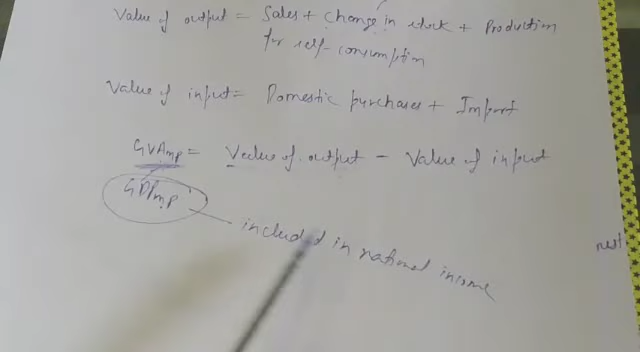 Value of output = Sales + Change in stock + Production
for self-consumption
Value of input = Domestic purchases + Import
GVAmp = Value of output - Value of input
GDPmp - included in national income
rest